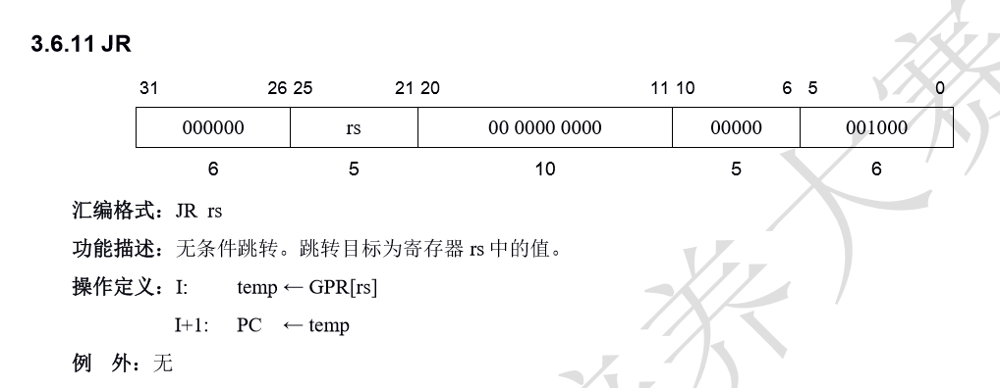 3.6.11 JR
31 26 25 21 20 11 10 6 5 0
000000 rs 00 0000 0000 00000 001000
6 5 10 5 6
汇编格式：JR rs
功能描述：无条件跳转。跳转目标为寄存器 rs 中的值。
操作定义：I: temp ← GPR[rs]
I+1: PC ← temp
例 外：无
养大赛